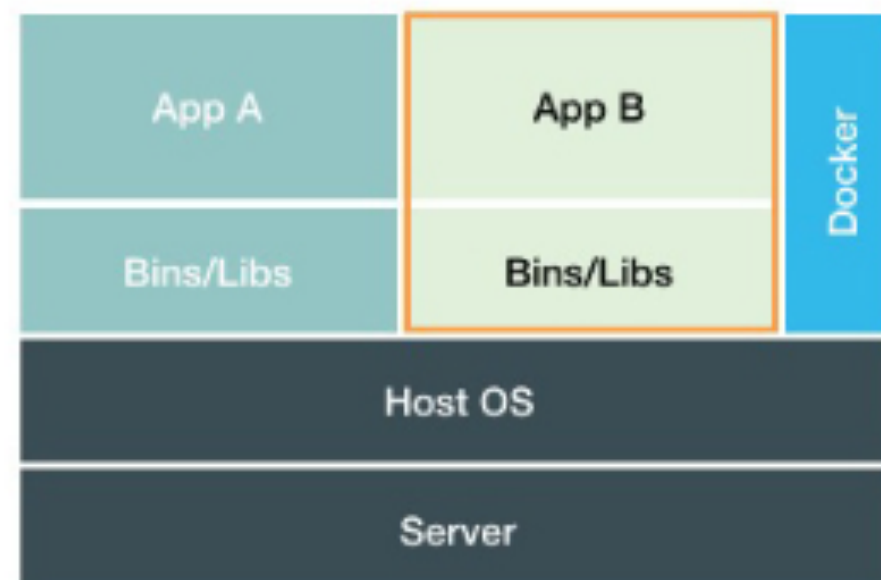 App A
App B
Docker
Bins/Libs
Bins/Libs
Host OS
Server